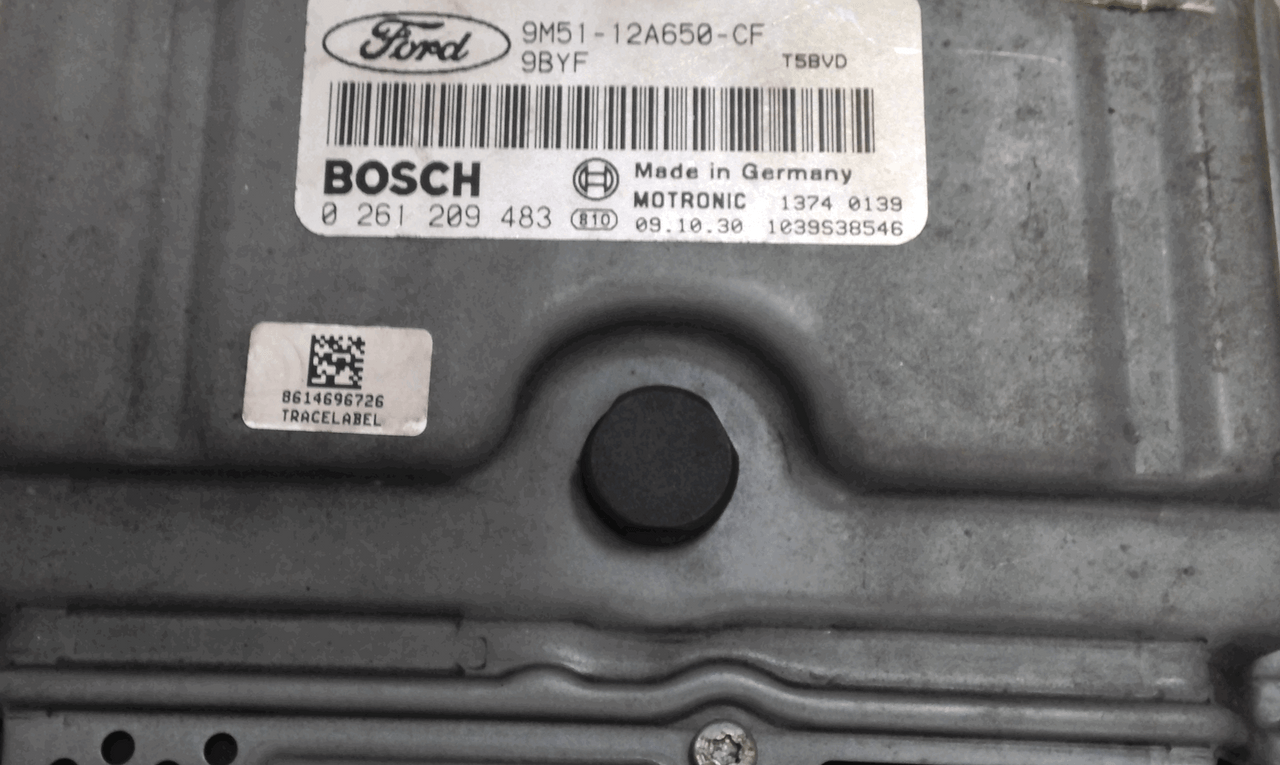 Ford 9M51-12A650-CF
9BYF T5BVD
BOSCH Made in Germany
MOTRONIC 1374 0139
0 261 209 483 810 09.10.30 1039S38546
8614696726
TRACELABEL